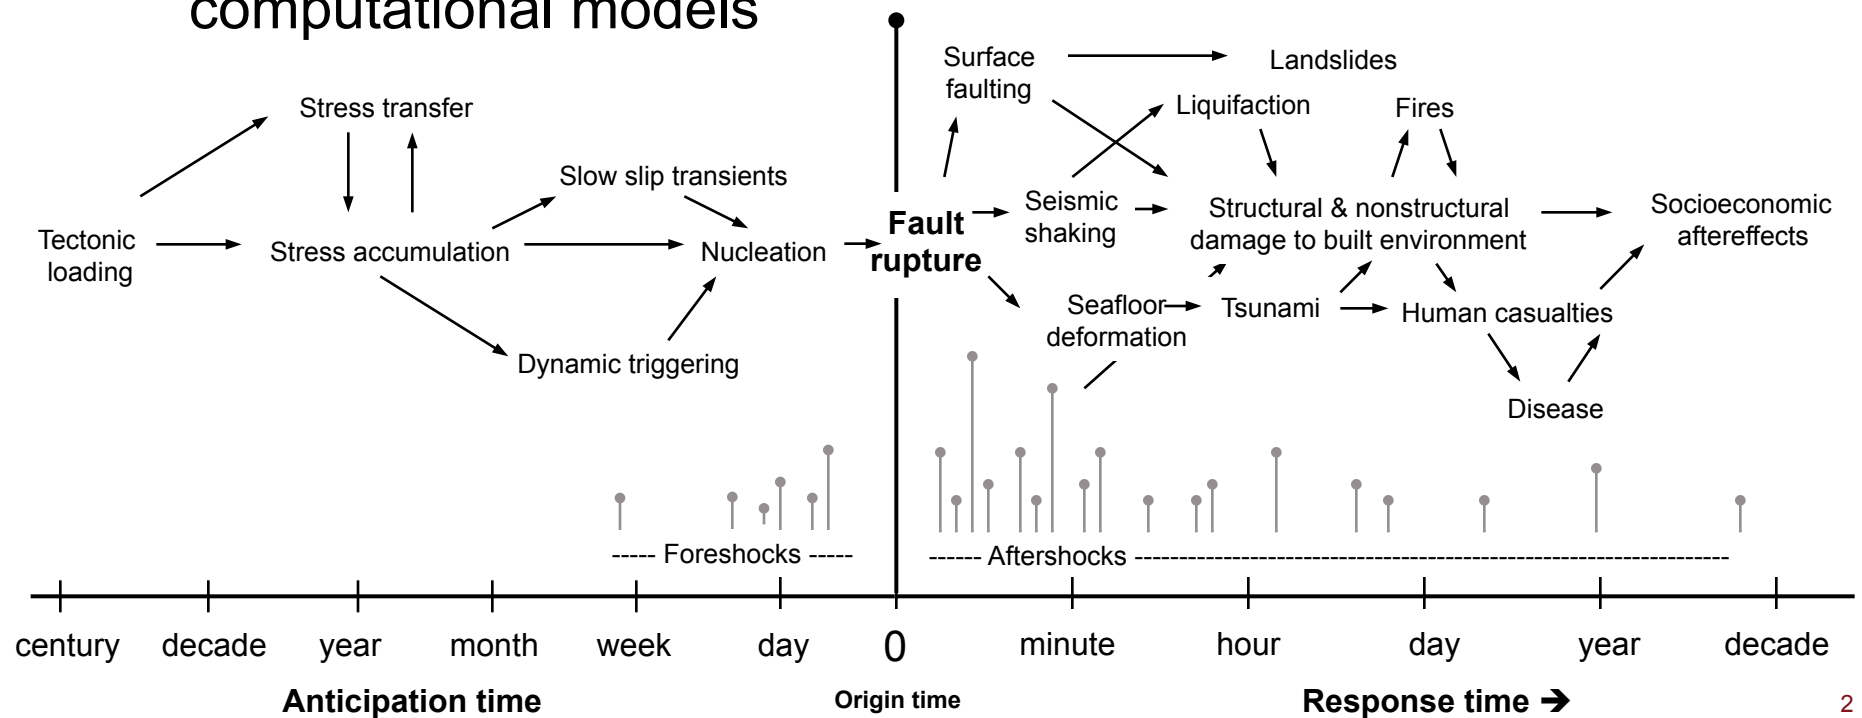 computational models
Surface
faulting
Landslides
Stress transfer
Liquifaction
Fires
Slow slip transients
Tectonic
loading
Stress accumulation
Nucleation
Fault
rupture
Seismic
shaking
Structural & nonstructural
damage to built environment
Socioeconomic
aftereffects
Seafloor
deformation
Tsunami
Human casualties
Dynamic triggering
Disease
----- Foreshocks -----
------ Aftershocks ----------------------------------------------------------------------
century decade year month week day 0 minute hour day year decade
Anticipation time Origin time Response time ➔
2